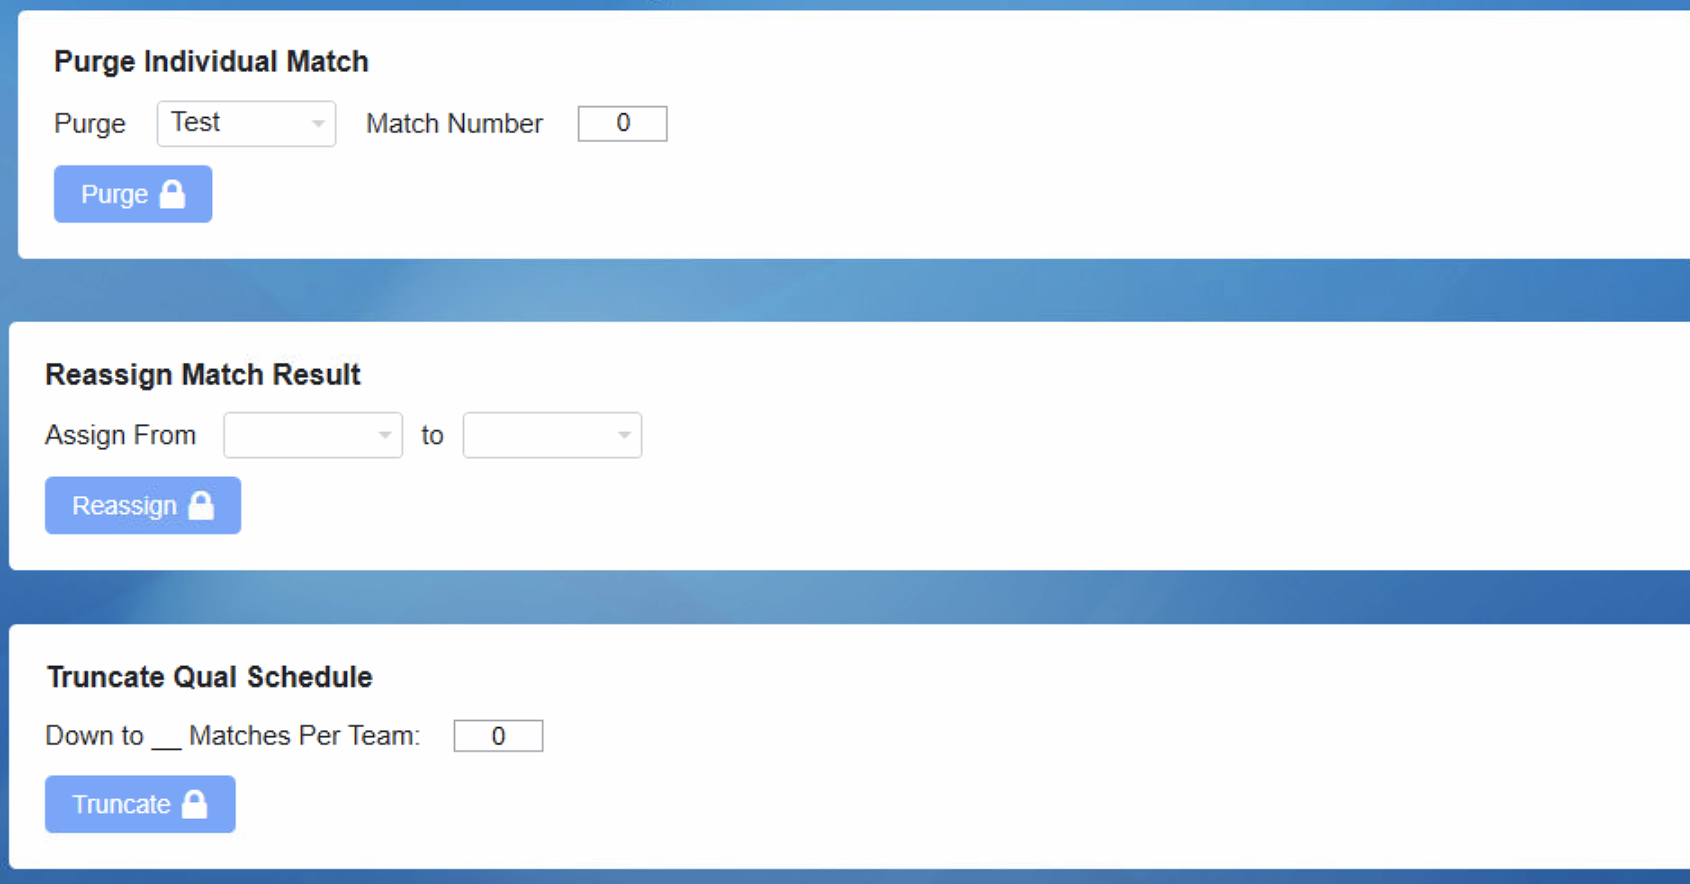 Purge Individual Match
Purge Test Match Number 0
Purge
Reassign Match Result
Assign From to
Reassign
Truncate Qual Schedule
Down to __ Matches Per Team: 0
Truncate